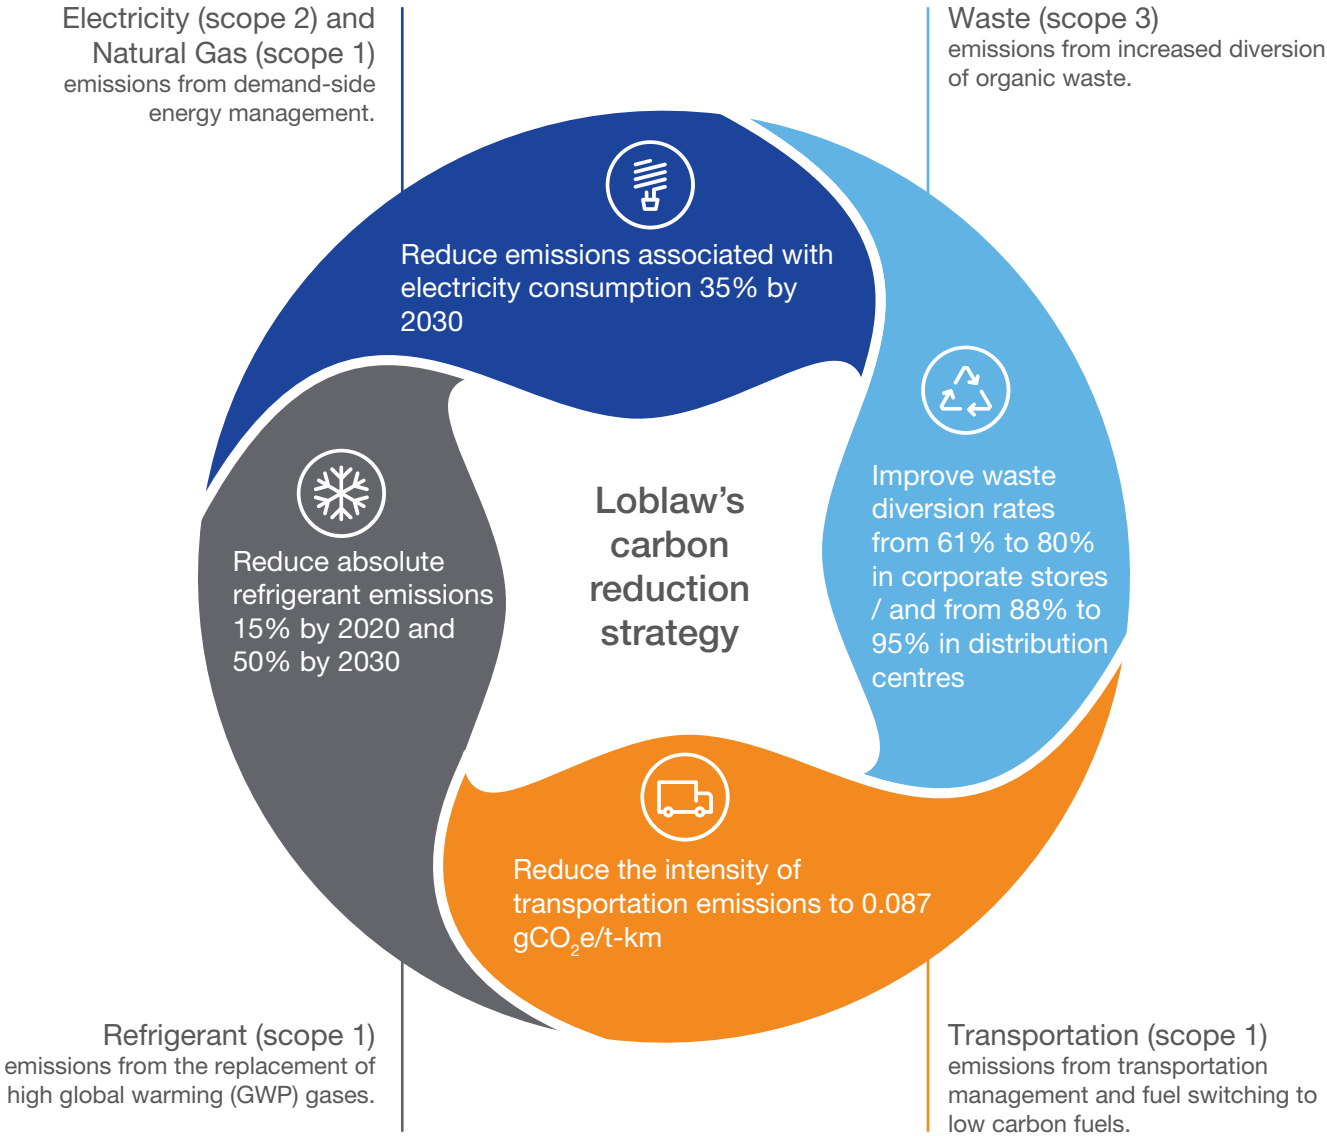 Electricity (scope 2) and
Natural Gas (scope 1)
emissions from demand-side
energy management.
Waste (scope 3)
emissions from increased diversion
of organic waste.
Reduce emissions associated with
electricity consumption 35% by
2030
Improve waste
diversion rates
from 61% to 80%
in corporate stores
/ and from 88% to
95% in distribution
centres
Loblaw’s
carbon
reduction
strategy
Reduce absolute
refrigerant emissions
15% by 2020 and
50% by 2030
Reduce the intensity of
transportation emissions to 0.087
gCO₂e/t-km
Refrigerant (scope 1)
emissions from the replacement of
high global warming (GWP) gases.
Transportation (scope 1)
emissions from transportation
management and fuel switching to
low carbon fuels.